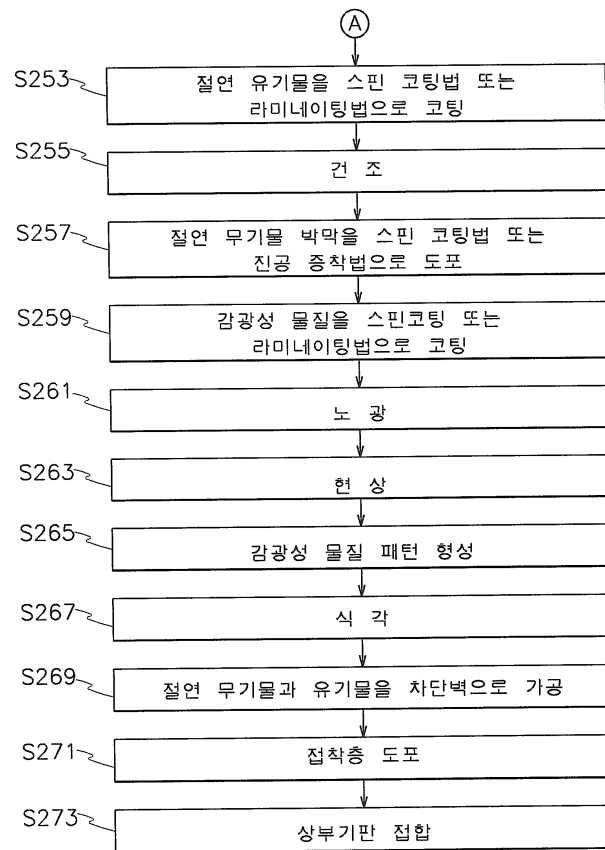 A
S253
절연 유기물을 스핀 코팅법 또는
라미네이팅법으로 코팅
S255
건 조
S257
절연 무기물 박막을 스핀 코팅법 또는
진공 증착법으로 도포
S259
감광성 물질을 스핀코팅 또는
라미네이팅법으로 코팅
S261
노 광
S263
현 상
S265
감광성 물질 패턴 형성
S267
식 각
S269
절연 무기물과 유기물을 차단벽으로 가공
S271
접착층 도포
S273
상부기판 접합